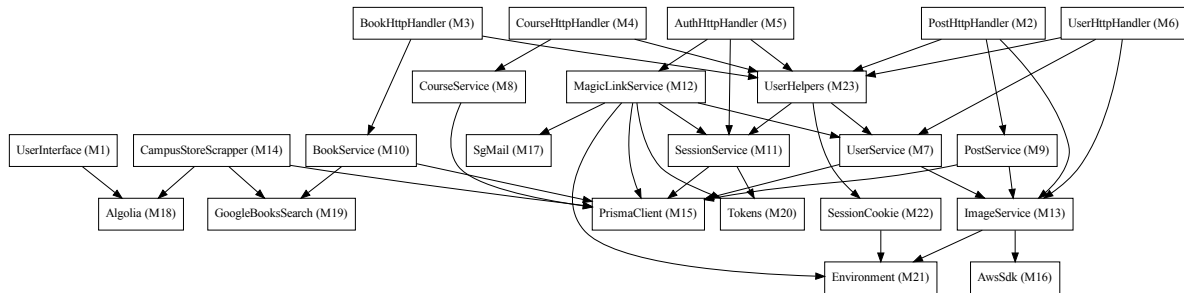 BookHttpHandler (M3)
CourseHttpHandler (M4)
AuthHttpHandler (M5)
PostHttpHandler (M2)
UserHttpHandler (M6)
CourseService (M8)
MagicLinkService (M12)
UserHelpers (M23)
UserInterface (M1)
CampusStoreScrapper (M14)
BookService (M10)
SgMail (M17)
SessionService (M11)
UserService (M7)
PostService (M9)
Algolia (M18)
GoogleBooksSearch (M19)
PrismaClient (M15)
Tokens (M20)
SessionCookie (M22)
ImageService (M13)
Environment (M21)
AwsSdk (M16)